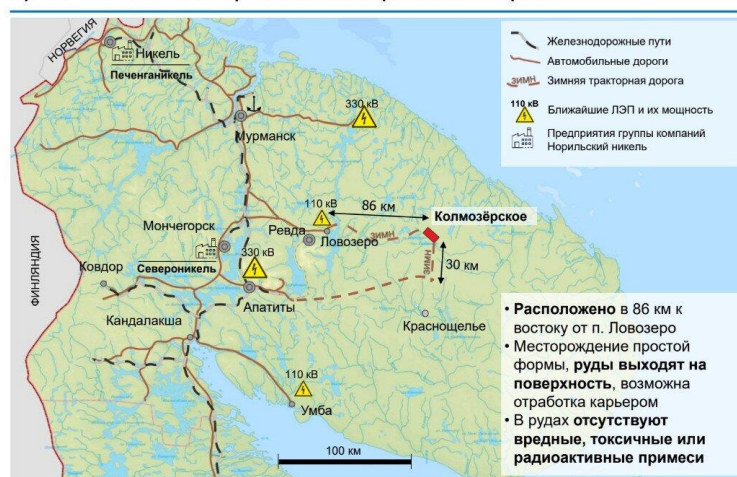 НОРВЕГИЯ
Никель
Печенганикель
330 кВ
Мурманск
110 кВ
86 км
Колмозёрское
Мончегорск
Ревда
Ловозеро
ЗИМН
ЗИМН
30 км
Североникель
330 кВ
ФИНЛЯНДИЯ
Ковдор
Апатиты
Кандалакша
Краснощелье
110 кВ
Умба
100 км
Железнодорожные пути
Автомобильные дороги
ЗИМН Зимняя тракторная дорога
110 кВ Ближайшие ЛЭП и их мощность
Предприятия группы компаний
Норильский никель
• Расположено в 86 км к
востоку от п. Ловозеро
• Месторождение простой
формы, руды выходят на
поверхность, возможна
отработка карьером
• В рудах отсутствуют
вредные, токсичные или
радиоактивные примеси